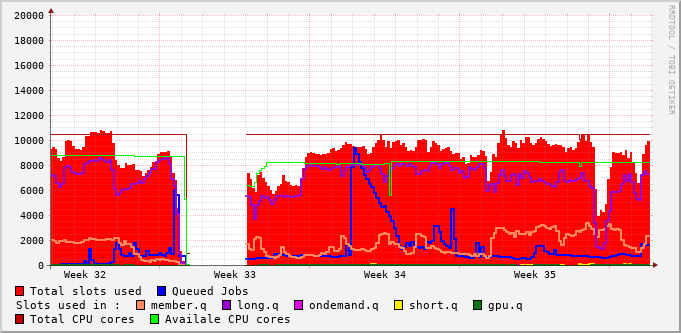 20000
18000
16000
14000
12000
10000
8000
6000
4000
2000
0
Week 32 Week 33 Week 34 Week 35
RRDTOOL / TOBI OETIKER
Total slots used Queued Jobs
Slots used in : member.q long.q ondemand.q short.q gpu.q
Total CPU cores Availale CPU cores